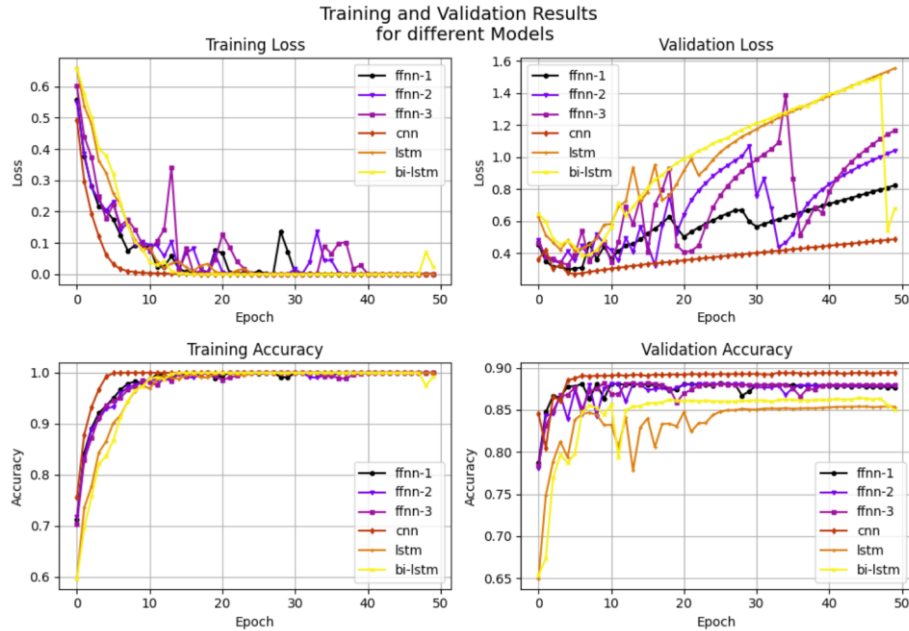 Training and Validation Results
for different Models
Training Loss
Loss
0.6
0.5
0.4
0.3
0.2
0.1
0.0
0
10
20
30
40
50
Epoch
ffnn-1
ffnn-2
ffnn-3
cnn
lstm
bi-lstm
Validation Loss
Loss
1.6
1.4
1.2
1.0
0.8
0.6
0.4
0
10
20
30
40
50
Epoch
ffnn-1
ffnn-2
ffnn-3
cnn
lstm
bi-lstm
Training Accuracy
Accuracy
1.0
0.9
0.8
0.7
0.6
0
10
20
30
40
50
Epoch
ffnn-1
ffnn-2
ffnn-3
cnn
lstm
bi-lstm
Validation Accuracy
Accuracy
0.90
0.85
0.80
0.75
0.70
0.65
0
10
20
30
40
50
Epoch
ffnn-1
ffnn-2
ffnn-3
cnn
lstm
bi-lstm